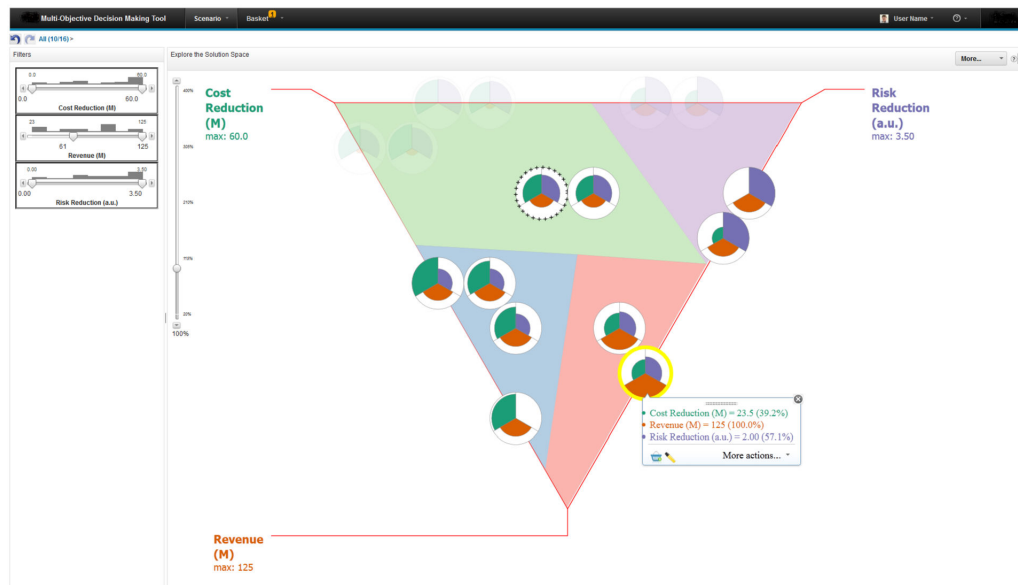 Multi-Objective Decision Making Tool
Scenario
Basket
1
User Name
All (10/16) >
Filters
Explore the Solution Space
More...
0.0 60.0
0.0 60.0
Cost Reduction (M)
23 125
61 125
Revenue (M)
0.00 3.50
0.00 3.50
Risk Reduction (a.u.)
400%
100%
Cost
Reduction
(M)
max: 60.0
Risk
Reduction
(a.u.)
max: 3.50
Cost Reduction (M) = 23.5 (39.2%)
Revenue (M) = 125 (100.0%)
Risk Reduction (a.u.) = 2.00 (57.1%)
More actions...
Revenue
(M)
max: 125